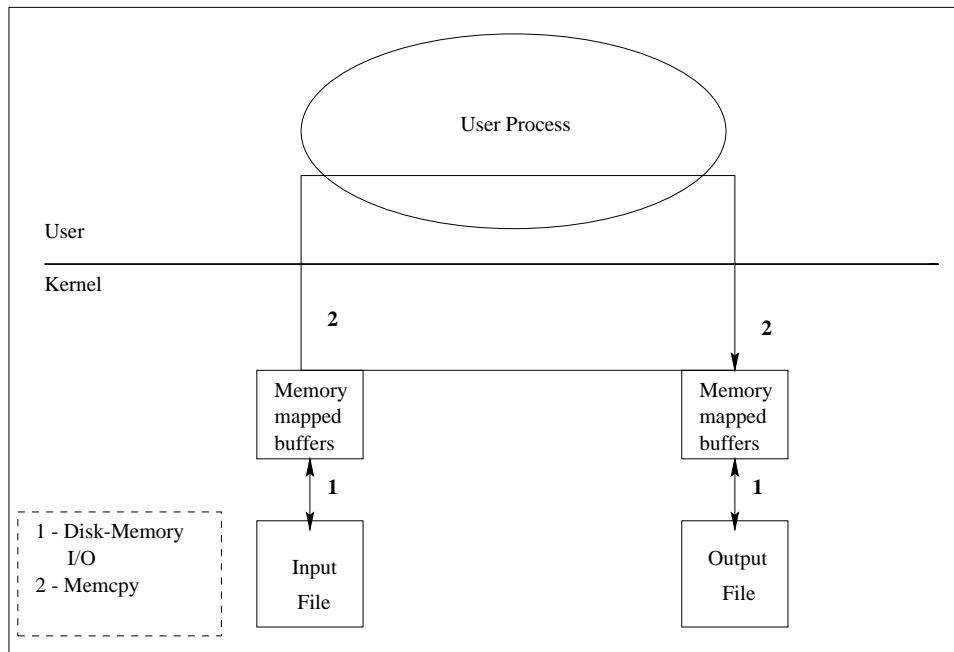 User Process
User
Kernel
2
2
Memory
mapped
buffers
Memory
mapped
buffers
1
1
1 - Disk-Memory
I/O
2 - Memcpy
Input
File
Output
File